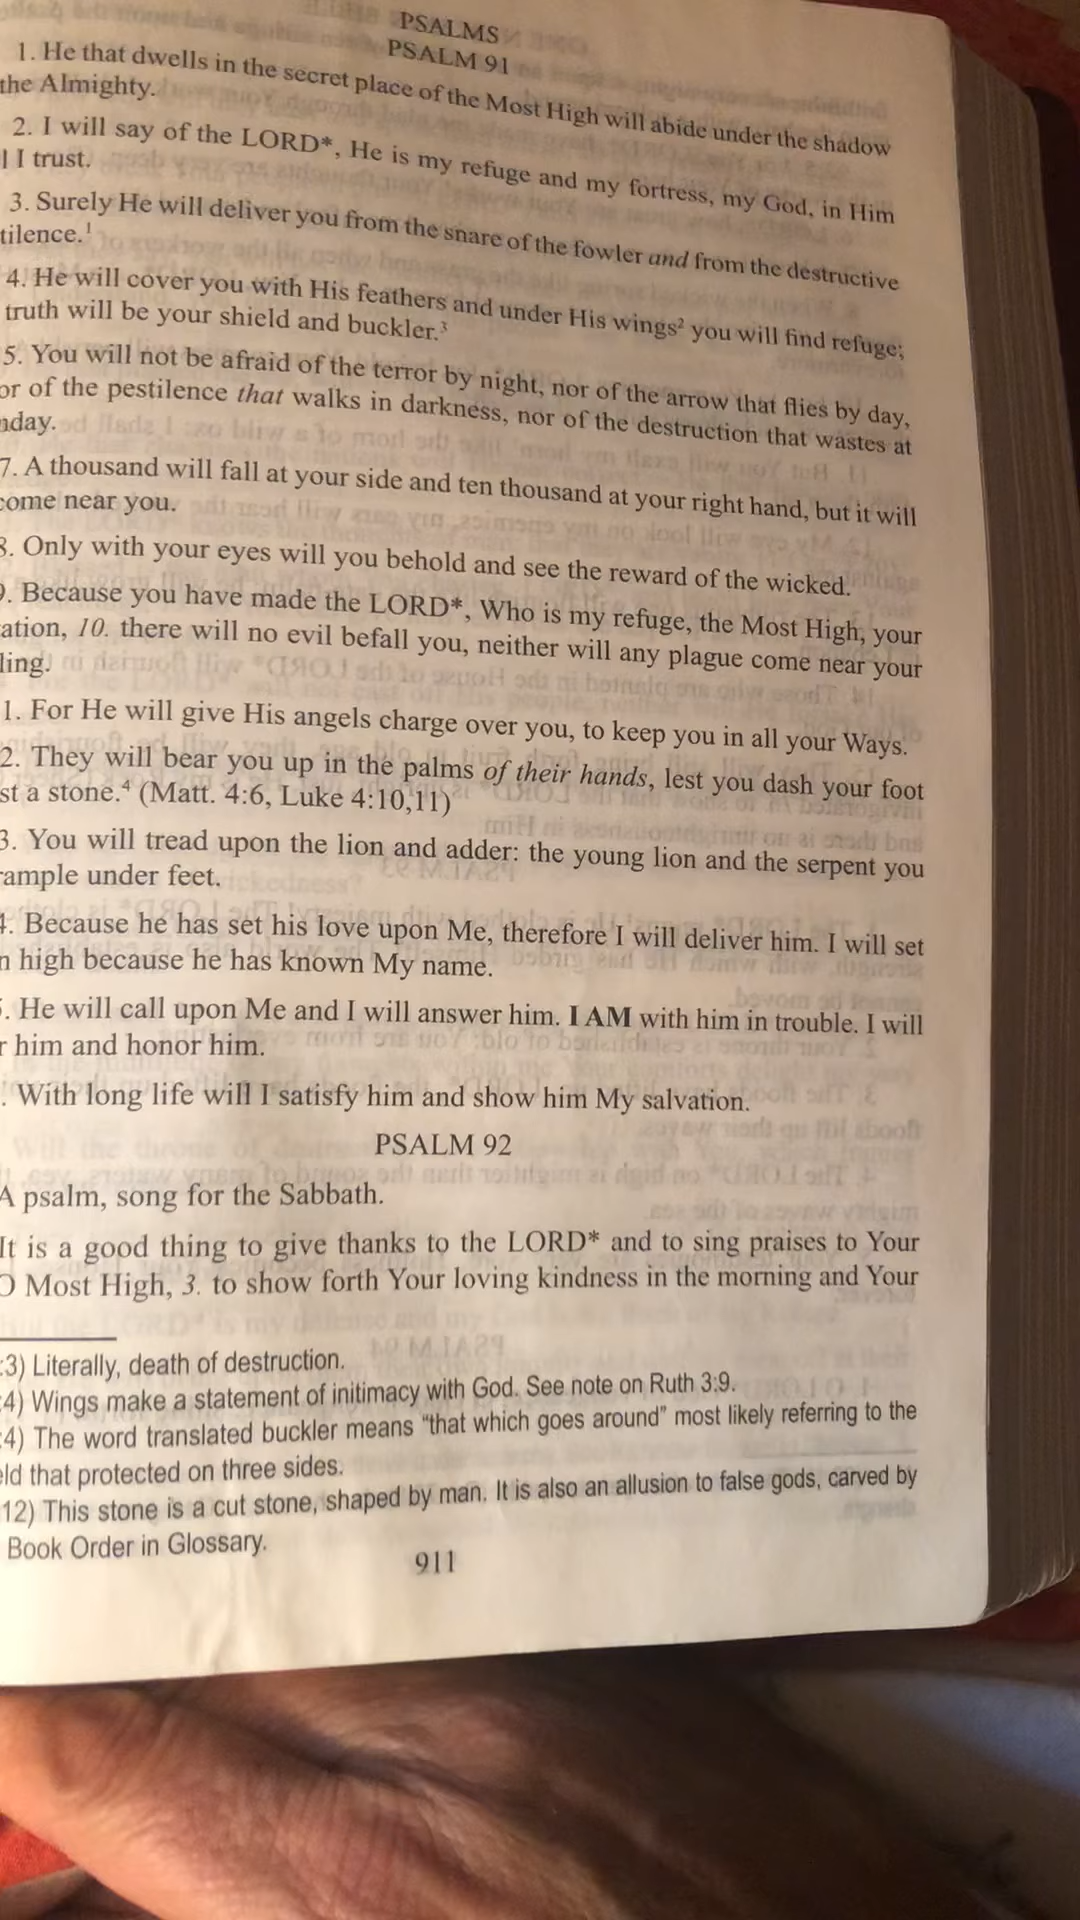 PSALMS
PSALM 91
1. He that dwells in the secret place of the Most High will abide under the shadow
the Almighty.
2. I will say of the LORD*, He is my refuge and my fortress, my God, in Him
I trust.
3. Surely He will deliver you from the snare of the fowler and from the destructive
tilence.¹
4. He will cover you with His feathers and under His wings² you will find refuge;
truth will be your shield and buckler.³
5. You will not be afraid of the terror by night, nor of the arrow that flies by day,
or of the pestilence that walks in darkness, nor of the destruction that wastes at
nday.
7. A thousand will fall at your side and ten thousand at your right hand, but it will
come near you.
8. Only with your eyes will you behold and see the reward of the wicked.
9. Because you have made the LORD*, Who is my refuge, the Most High, your
ation, 10. there will no evil befall you, neither will any plague come near your
ling.
1. For He will give His angels charge over you, to keep you in all your Ways.
2. They will bear you up in the palms of their hands, lest you dash your foot
st a stone.⁴ (Matt. 4:6, Luke 4:10,11)
3. You will tread upon the lion and adder: the young lion and the serpent you
rample under feet.
4. Because he has set his love upon Me, therefore I will deliver him. I will set
n high because he has known My name.
5. He will call upon Me and I will answer him. I AM with him in trouble. I will
r him and honor him.
. With long life will I satisfy him and show him My salvation.
PSALM 92
A psalm, song for the Sabbath.
It is a good thing to give thanks to the LORD* and to sing praises to Your
O Most High, 3. to show forth Your loving kindness in the morning and Your
:3) Literally, death of destruction.
:4) Wings make a statement of initimacy with God. See note on Ruth 3:9.
:4) The word translated buckler means “that which goes around” most likely referring to the
eld that protected on three sides.
12) This stone is a cut stone, shaped by man. It is also an allusion to false gods, carved by
Book Order in Glossary.
911